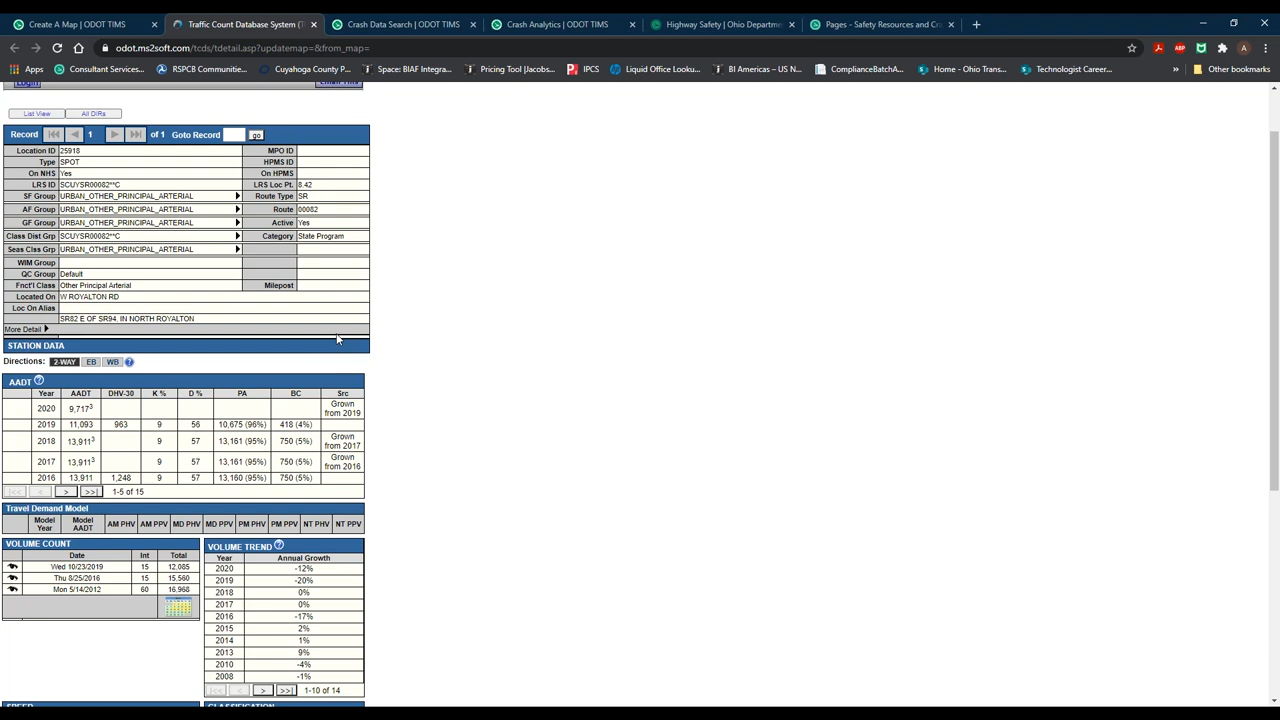 Create A Map | ODOT TIMS
Traffic Count Database System (T
Crash Data Search | ODOT TIMS
Crash Analytics | ODOT TIMS
Highway Safety | Ohio Departmen
Pages - Safety Resources and Cra
odot.ms2soft.com/tcds/tdetail.asp?updatemap=&from_map=
A
Apps Consultant Services... RSPCB Communitie... Cuyahoga County P... Space: BIAF Integra... Pricing Tool |Jacobs... IPCS Liquid Office Looku... BI Americas – US N... ComplianceBatchA... Home - Ohio Trans... Technologist Career... » Other bookmarks
Login
List View All DIRs
Record 1 of 1 Goto Record go
Location ID 25918 MPO ID
Type SPOT HPMS ID
On NHS Yes On HPMS
LRS ID SCUYSR00082**C LRS Loc Pt. 8.42
SF Group URBAN_OTHER_PRINCIPAL_ARTERIAL Route Type SR
AF Group URBAN_OTHER_PRINCIPAL_ARTERIAL Route 00082
GF Group URBAN_OTHER_PRINCIPAL_ARTERIAL Active Yes
Class Dist Grp SCUYSR00082**C Category State Program
Seas Clss Grp URBAN_OTHER_PRINCIPAL_ARTERIAL
WIM Group
QC Group Default
Fnct'l Class Other Principal Arterial Milepost
Located On W ROYALTON RD
Loc On Alias
SR82 E OF SR94. IN NORTH ROYALTON
More Detail
STATION DATA
Directions: 2-WAY EB WB ?
AADT ?
Year AADT DHV-30 K % D % PA BC Src
2020 9,717³ Grown from 2019
2019 11,093 963 9 56 10,675 (96%) 418 (4%)
2018 13,911³ 9 57 13,161 (95%) 750 (5%) Grown from 2017
2017 13,911³ 9 57 13,161 (95%) 750 (5%) Grown from 2016
2016 13,911 1,248 9 57 13,160 (95%) 750 (5%)
|<< < > >>| 1-5 of 15
Travel Demand Model
Model Year Model AADT AM PHV AM PPV MD PHV MD PPV PM PHV PM PPV NT PHV NT PPV
VOLUME COUNT
Date Int Total
Wed 10/23/2019 15 12,085
Thu 8/25/2016 15 15,560
Mon 5/14/2012 60 16,968
VOLUME TREND ?
Year Annual Growth
2020 -12%
2019 -20%
2018 0%
2017 0%
2016 -17%
2015 2%
2014 1%
2013 9%
2010 -4%
2008 -1%
|<< < > >>| 1-10 of 14
SPEED
CLASSIFICATION